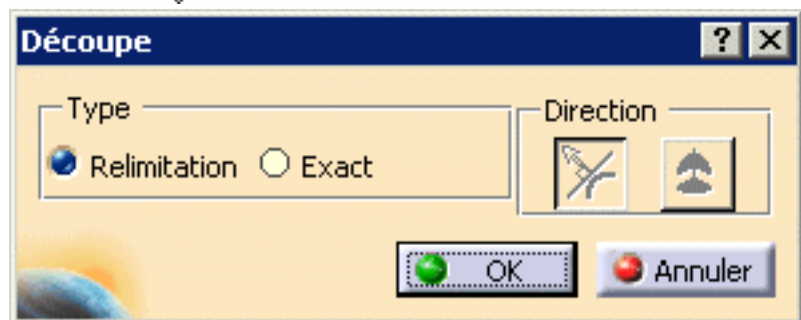 Découpe ? X
Type Direction
Relimitation Exact
OK Annuler